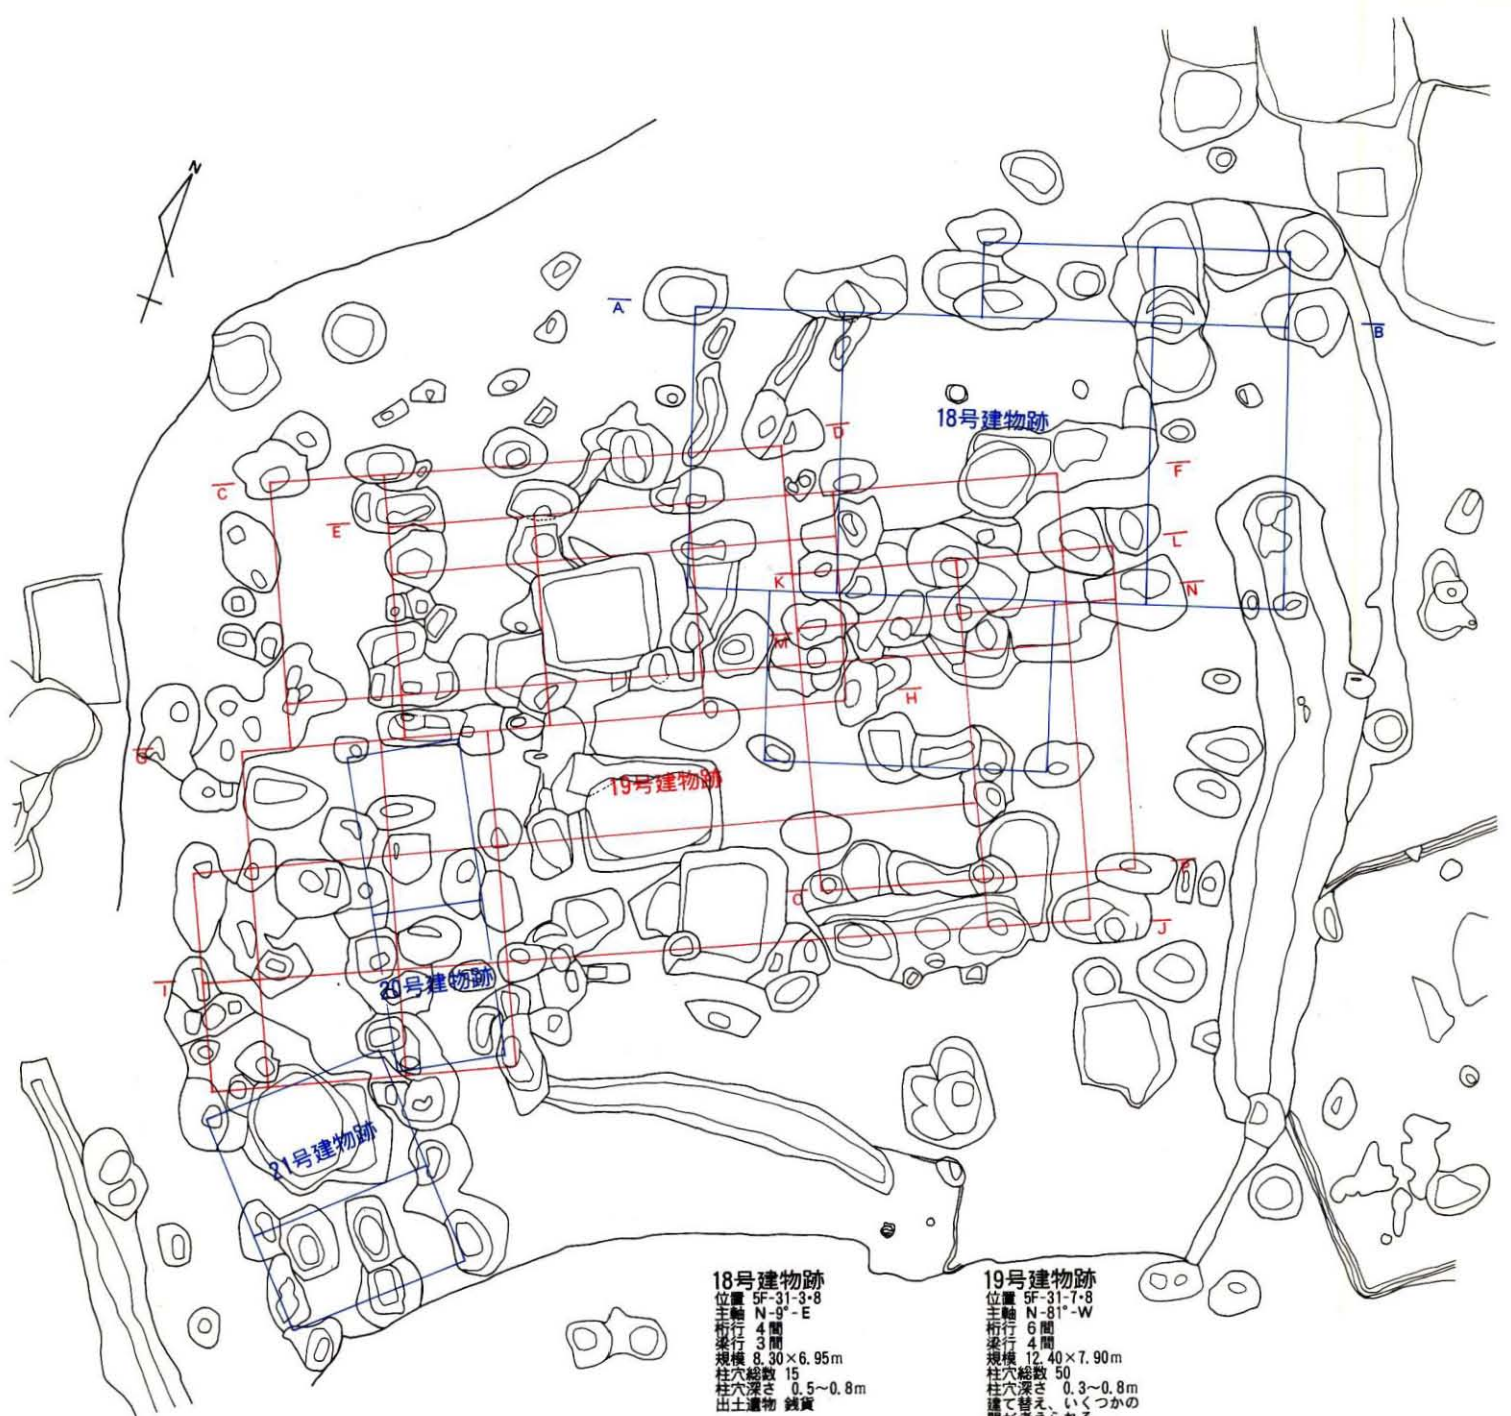 N
A
B
18号建物跡
C
D
E
F
K
L
N
M
H
G
19号建物跡
O
P
J
I
20号建物跡
21号建物跡
18号建物跡
位置 5F-31-3・8
主軸 N-9°-E
桁行 4間
梁行 3間
規模 8.30×6.95m
柱穴総数 15
柱穴深さ 0.5～0.8m
出土遺物 銭貨
19号建物跡
位置 5F-31-7・8
主軸 N-81°-W
桁行 6間
梁行 4間
規模 12.40×7.90m
柱穴総数 50
柱穴深さ 0.3～0.8m
建て替え、いくつかの